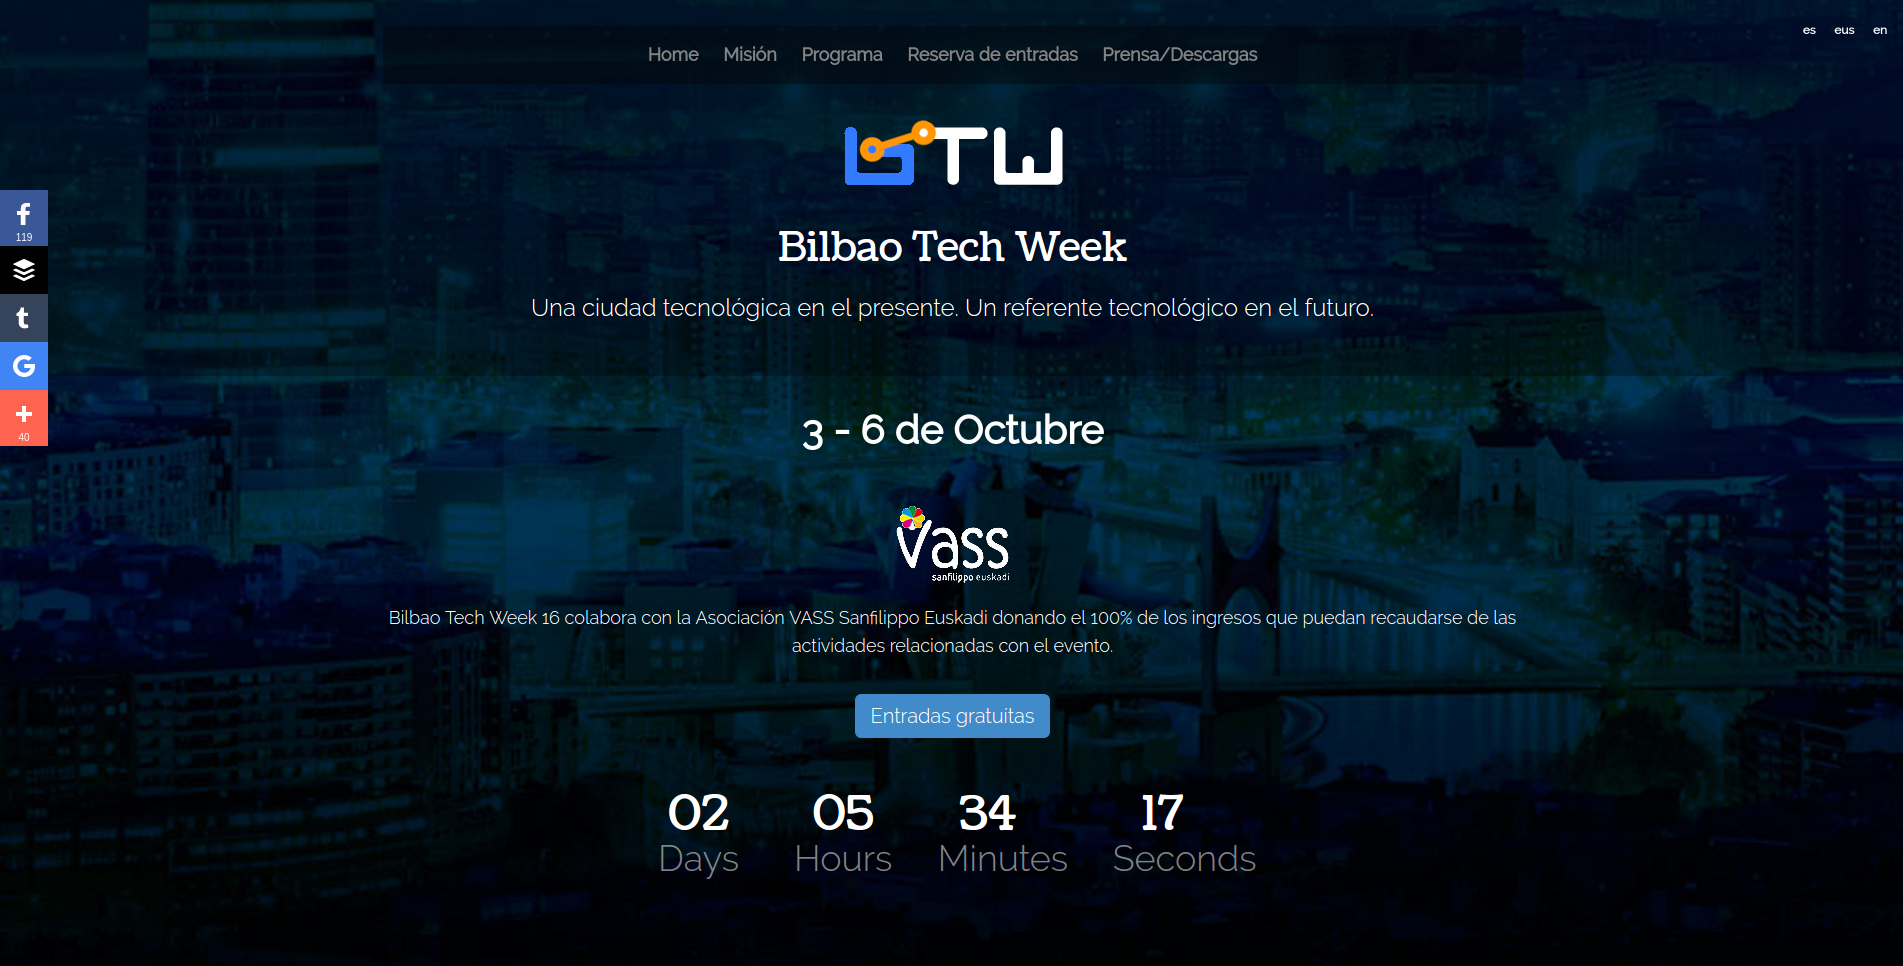 es eus en
Home Misión Programa Reserva de entradas Prensa/Descargas
bTW
Bilbao Tech Week
Una ciudad tecnológica en el presente. Un referente tecnológico en el futuro.
119
40
3 - 6 de Octubre
Vass
sanfilippo euskadi
Bilbao Tech Week 16 colabora con la Asociación VASS Sanfilippo Euskadi donando el 100% de los ingresos que puedan recaudarse de las
actividades relacionadas con el evento.
Entradas gratuitas
02 05 34 17
Days Hours Minutes Seconds